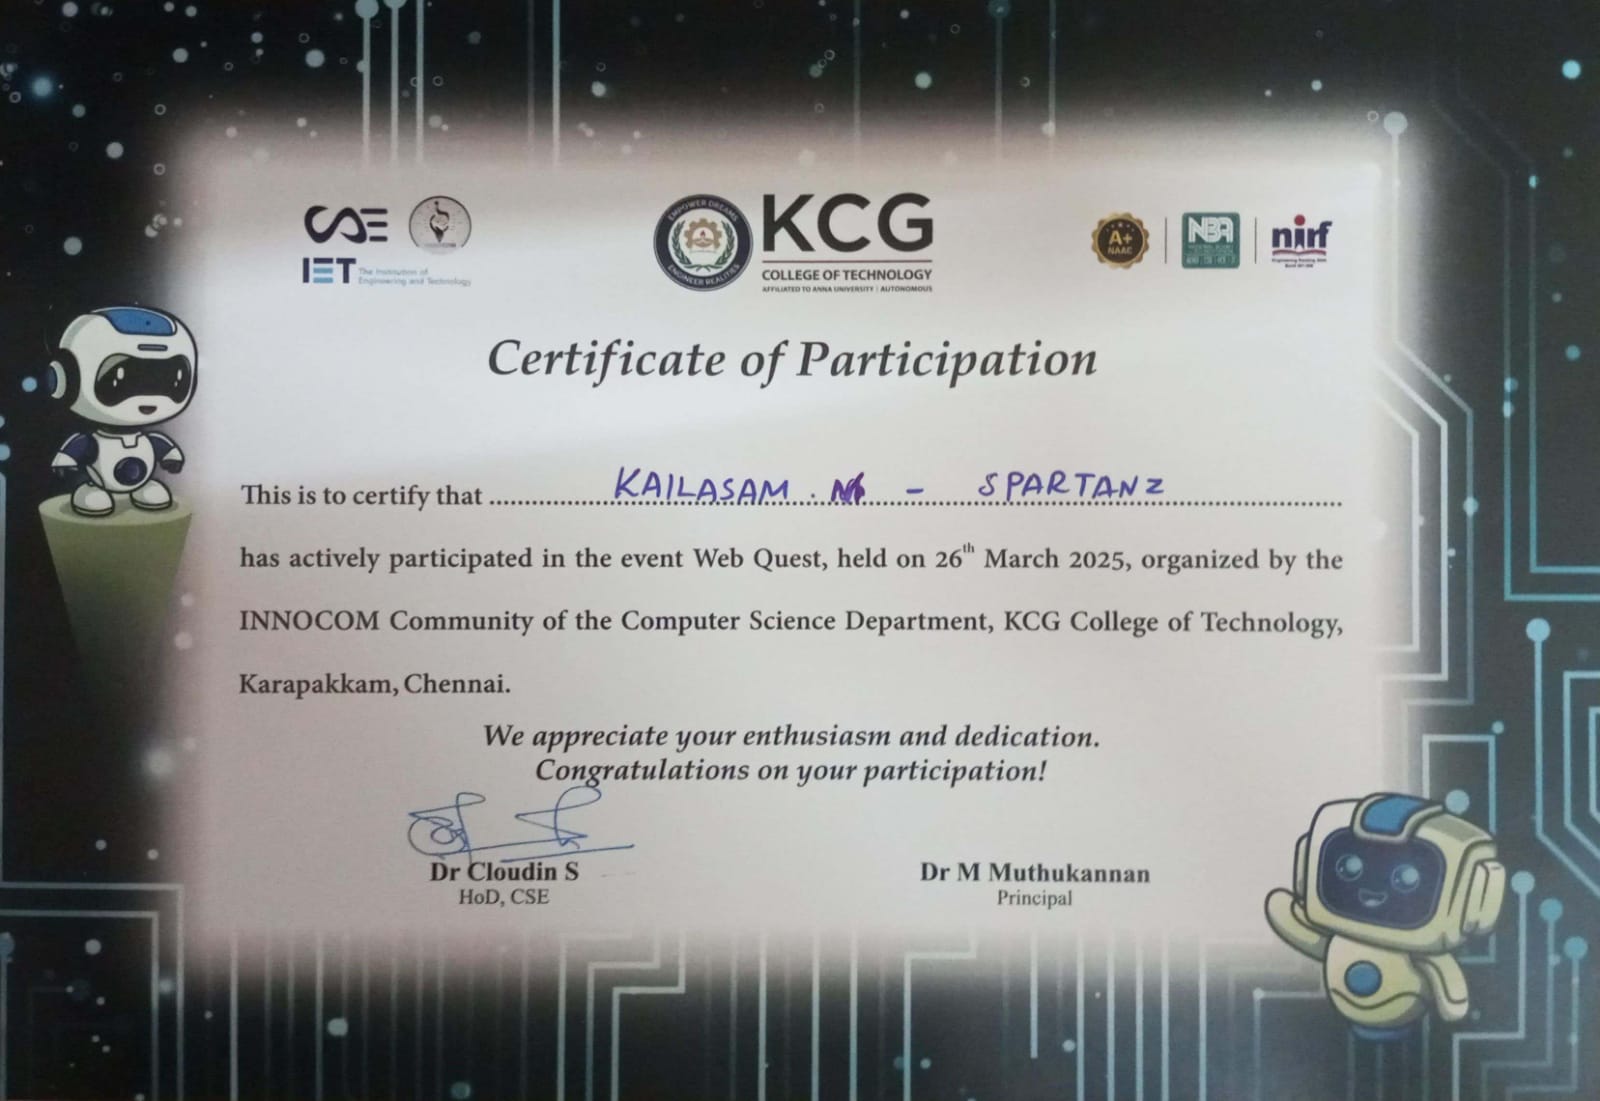 CSE
IET The Institution of
Engineering and Technology
EMPOWER DREAMS
ENGINEER REALITIES
KCG
COLLEGE OF TECHNOLOGY
AFFILIATED TO ANNA UNIVERSITY | AUTONOMOUS
A+
NAAC
NBA
nirf
Certificate of Participation
This is to certify that KAILASAM . - SPARTANZ
has actively participated in the event Web Quest, held on 26th March 2025, organized by the
INNOCOM Community of the Computer Science Department, KCG College of Technology,
Karapakkam, Chennai.
We appreciate your enthusiasm and dedication.
Congratulations on your participation!
Dr Cloudin S
HoD, CSE
Dr M Muthukannan
Principal